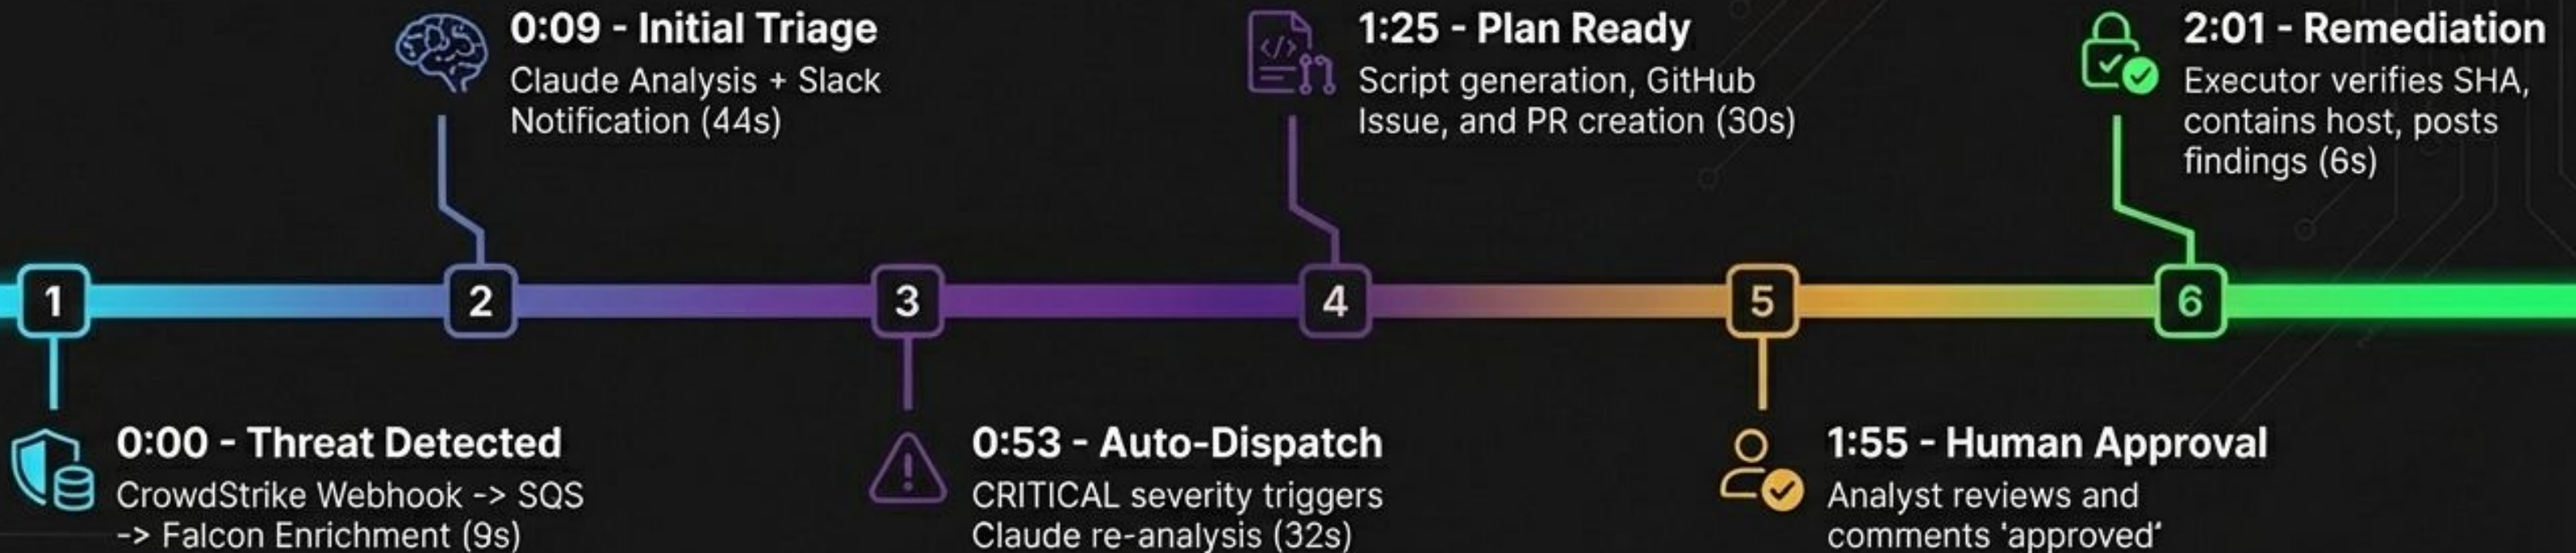 1
0:00 - Threat Detected
CrowdStrike Webhook -> SQS
-> Falcon Enrichment (9s)
0:09 - Initial Triage
Claude Analysis + Slack
Notification (44s)
2
3
0:53 - Auto-Dispatch
CRITICAL severity triggers
Claude re-analysis (32s)
1:25 - Plan Ready
</>
Script generation, GitHub
Issue, and PR creation (30s)
4
5
1:55 - Human Approval
Analyst reviews and
comments 'approved'
2:01 - Remediation
Executor verifies SHA,
contains host, posts
findings (6s)
6